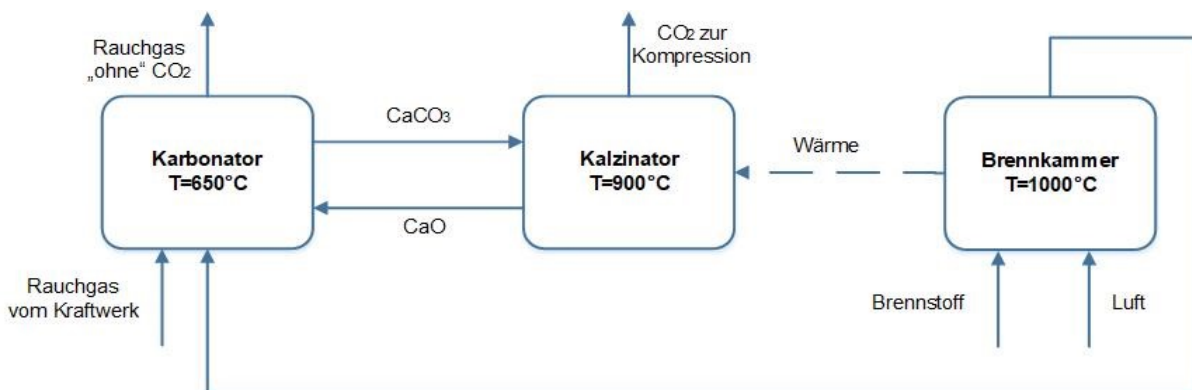 Rauchgas
„ohne“ CO₂
CO₂ zur
Kompression
CaCO₃
Karbonator
T=650°C
Kalzinator
T=900°C
Wärme
Brennkammer
T=1000°C
CaO
Rauchgas
vom Kraftwerk
Brennstoff
Luft